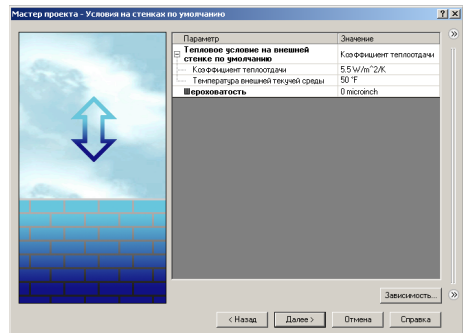 Мастер проекта - Условия на стенках по умолчанию
Параметр Значение
Тепловое условие на внешней стенке по умолчанию Коэффициент теплоотдачи
Коэффициент теплоотдачи 5.5 W/m^2/K
Температура внешней текучей среды 50 °F
Шероховатость 0 microinch
Зависимость...
< Назад Далее > Отмена Справка